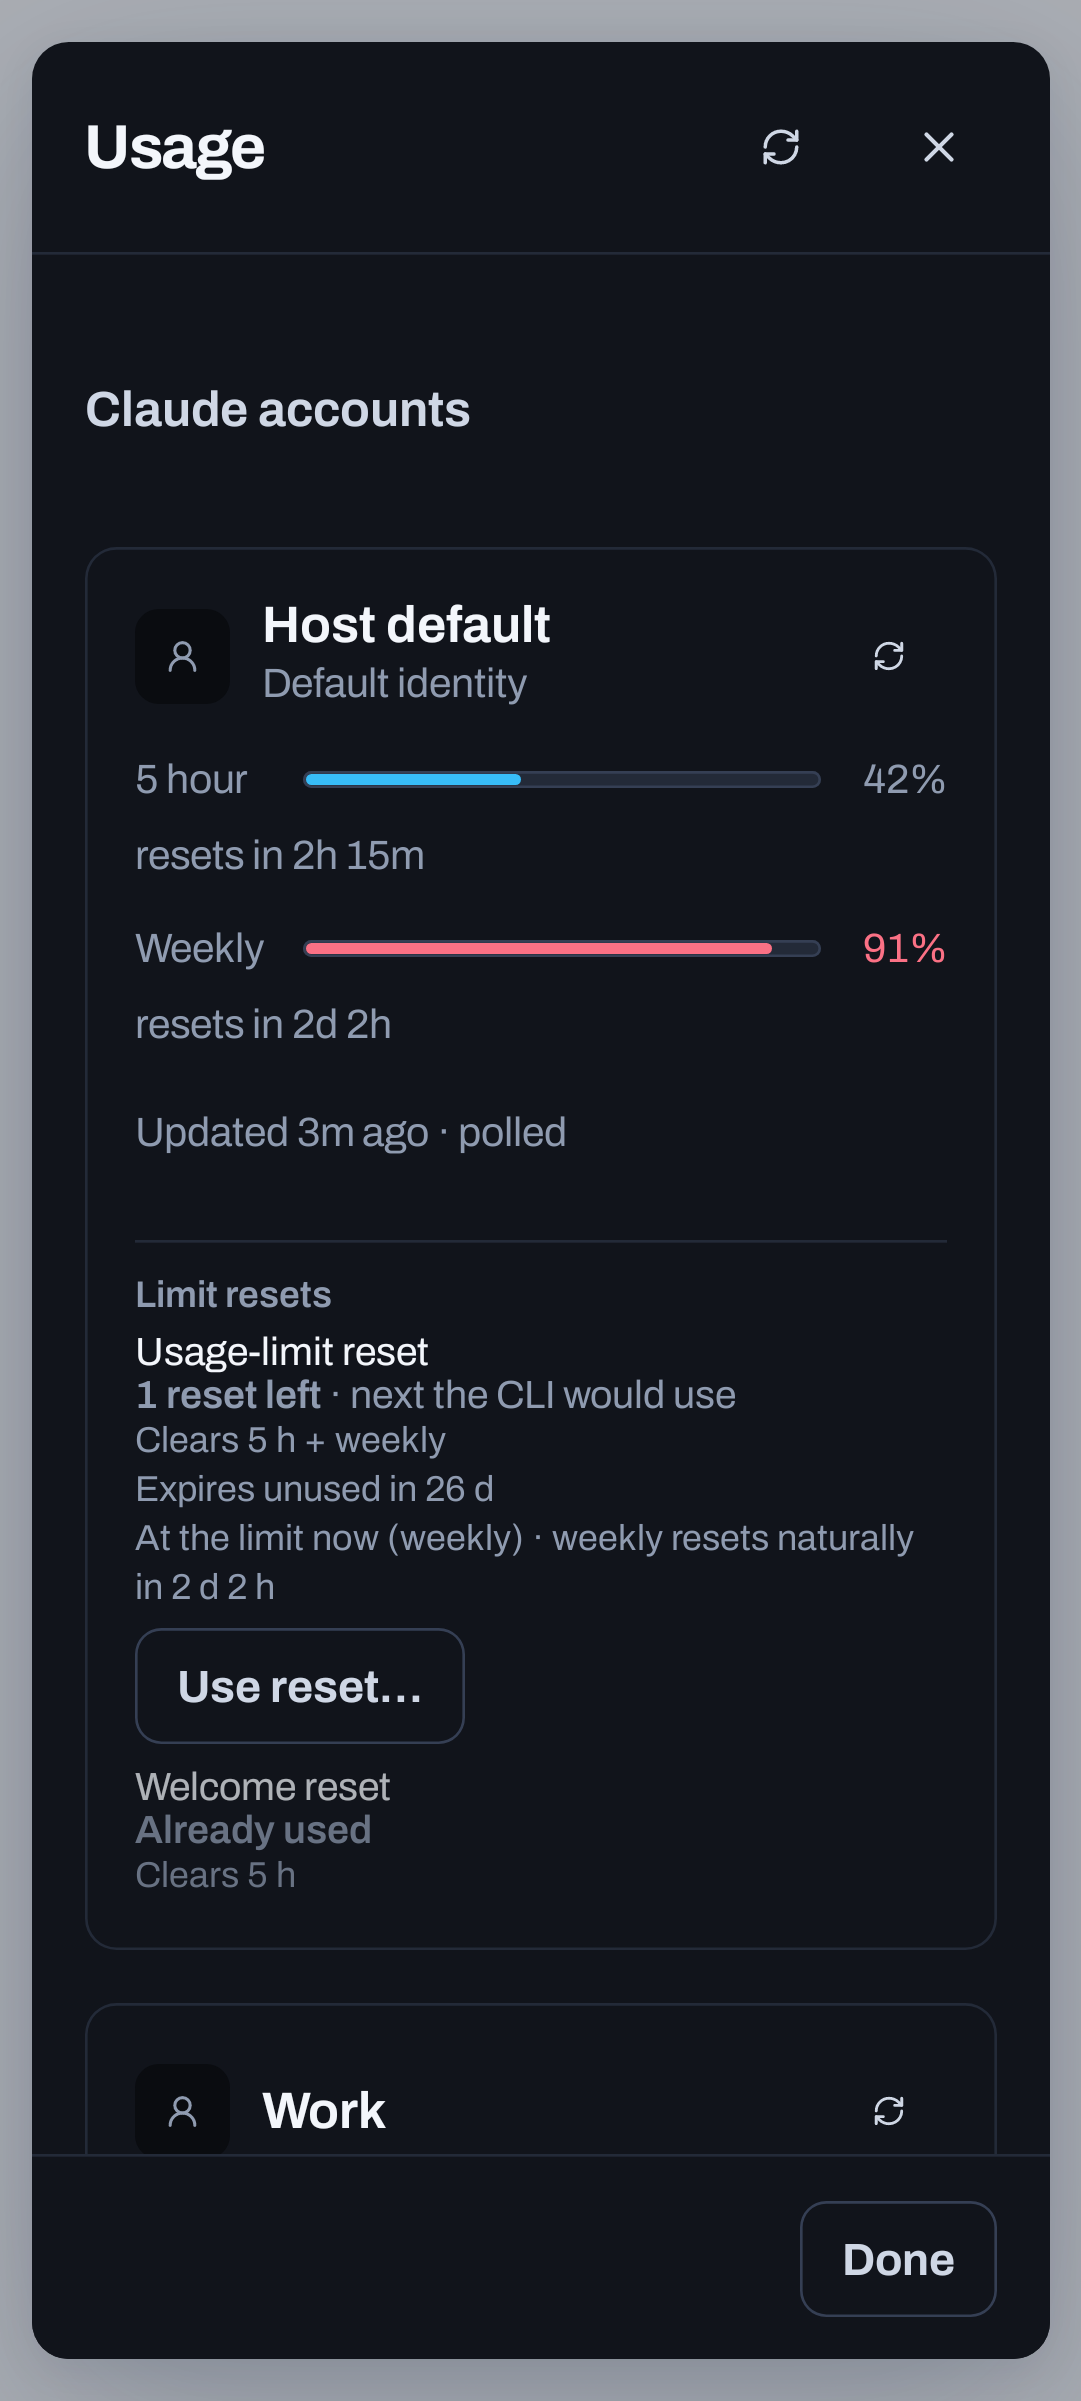 Usage
Claude accounts
Host default
Default identity
5 hour 42%
resets in 2h 15m
Weekly 91%
resets in 2d 2h
Updated 3m ago · polled
Limit resets
Usage-limit reset
1 reset left · next the CLI would use
Clears 5 h + weekly
Expires unused in 26 d
At the limit now (weekly) · weekly resets naturally
in 2 d 2 h
Use reset...
Welcome reset
Already used
Clears 5 h
Work
Done